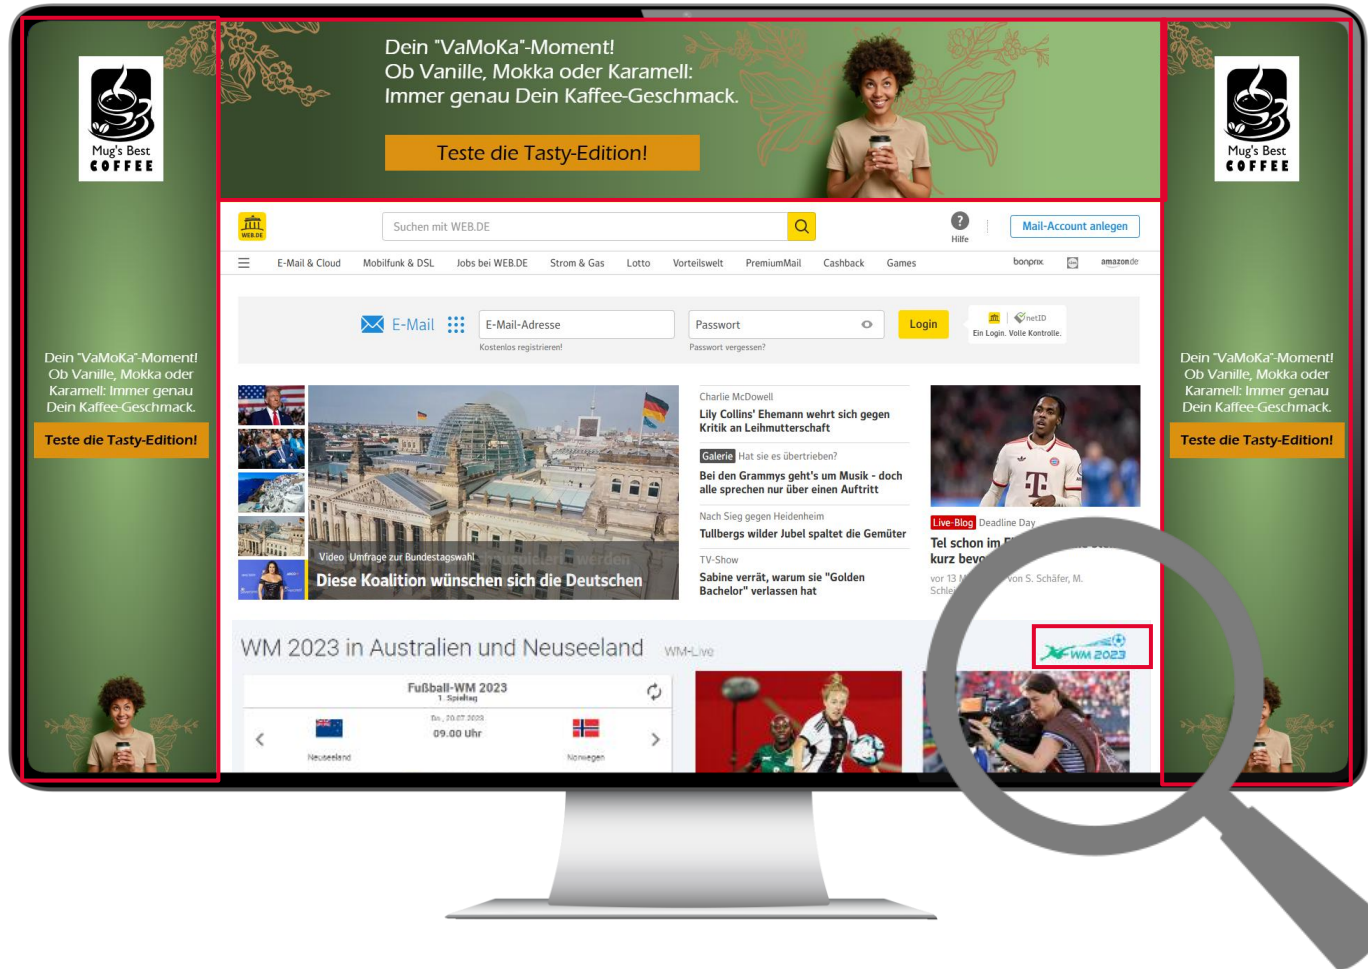 Mug's Best
COFFEE
Dein "VaMoKa"-Moment!
Ob Vanille, Mokka oder
Karamell: Immer genau
Dein Kaffee-Geschmack.
Teste die Tasty-Edition!
Dein "VaMoKa"-Moment!
Ob Vanille, Mokka oder Karamell:
Immer genau Dein Kaffee-Geschmack.
Teste die Tasty-Edition!
Mug's Best
COFFEE
Dein "VaMoKa"-Moment!
Ob Vanille, Mokka oder
Karamell: Immer genau
Dein Kaffee-Geschmack.
Teste die Tasty-Edition!
WEB.DE
Suchen mit WEB.DE
? Hilfe
Mail-Account anlegen
E-Mail & Cloud Mobilfunk & DSL Jobs bei WEB.DE Strom & Gas Lotto Vorteilswelt PremiumMail Cashback Games bonprix amazon.de
E-Mail
E-Mail-Adresse
Kostenlos registrieren!
Passwort
Passwort vergessen?
Login
netID
Ein Login. Volle Kontrolle.
Video Umfrage zur Bundestagswahl
Diese Koalition wünschen sich die Deutschen
Charlie McDowell
Lily Collins' Ehemann wehrt sich gegen
Kritik an Leihmutterschaft
Galerie Hat sie es übertrieben?
Bei den Grammys geht's um Musik - doch
alle sprechen nur über einen Auftritt
Nach Sieg gegen Heidenheim
Tullbergs wilder Jubel spaltet die Gemüter
TV-Show
Sabine verrät, warum sie "Golden
Bachelor" verlassen hat
Live-Blog Deadline Day
Tel schon im
kurz bevo
vor 13 M von S. Schäfer, M.
Schle
WM 2023 in Australien und Neuseeland WM-Live
WM 2023
Fußball-WM 2023
1. Spieltag
Do., 20.07.2023
09.00 Uhr
Neuseeland
Norwegen